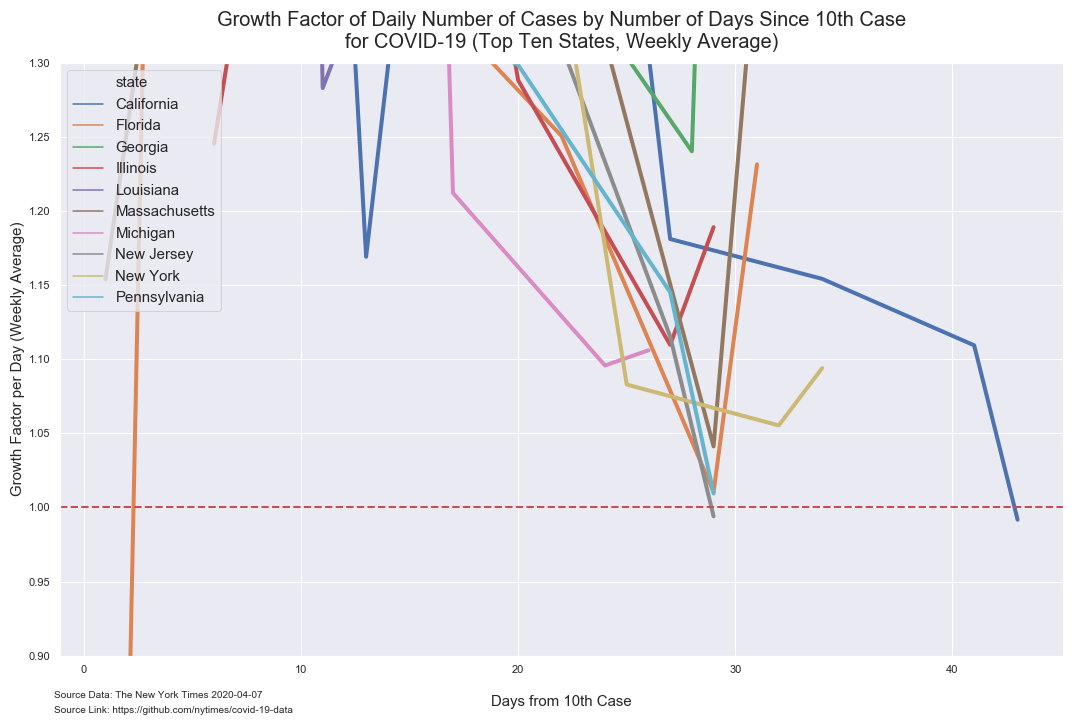 Growth Factor of Daily Number of Cases by Number of Days Since 10th Case
for COVID-19 (Top Ten States, Weekly Average)
1.30
1.25
1.20
1.15
1.10
1.05
1.00
0.95
0.90
Growth Factor per Day (Weekly Average)
state
California
Florida
Georgia
Illinois
Louisiana
Massachusetts
Michigan
New Jersey
New York
Pennsylvania
0
10
20
30
40
Days from 10th Case
Source Data: The New York Times 2020-04-07
Source Link: https://github.com/nytimes/covid-19-data